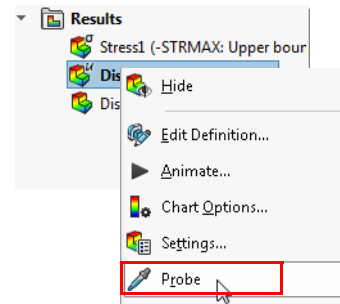 Results
Stress1 (-STRMAX: Upper bour
Dis
Dis
Hide
Edit Definition...
Animate...
Chart Options...
Settings...
Probe